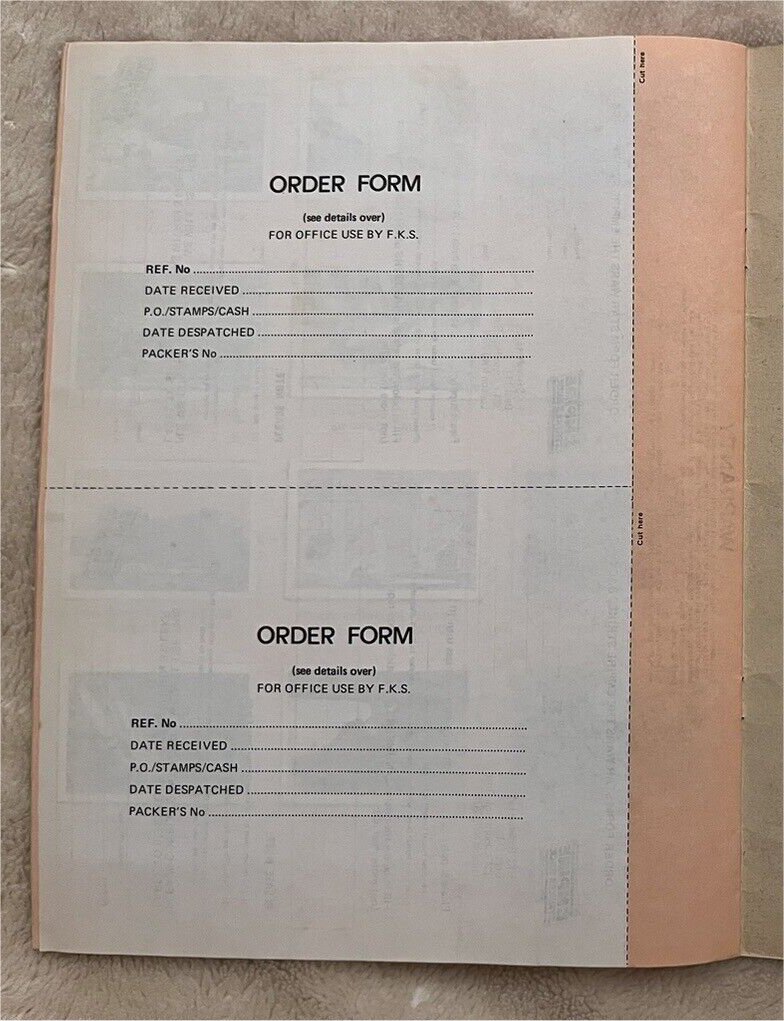 Cut here
ORDER FORM
(see details over)
FOR OFFICE USE BY F.K.S.
REF. No ................................................................
DATE RECEIVED ................................................................
P.O./STAMPS/CASH ................................................................
DATE DESPATCHED ................................................................
PACKER'S No ................................................................
Cut here
ORDER FORM
(see details over)
FOR OFFICE USE BY F.K.S.
REF. No ................................................................
DATE RECEIVED ................................................................
P.O./STAMPS/CASH ................................................................
DATE DESPATCHED ................................................................
PACKER'S No ................................................................